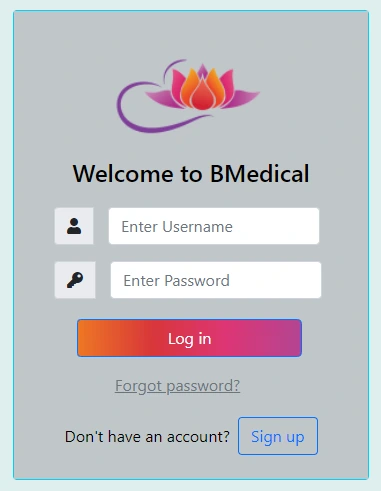 Welcome to BMedical
Enter Username
Enter Password
Log in
Forgot password?
Don't have an account? Sign up